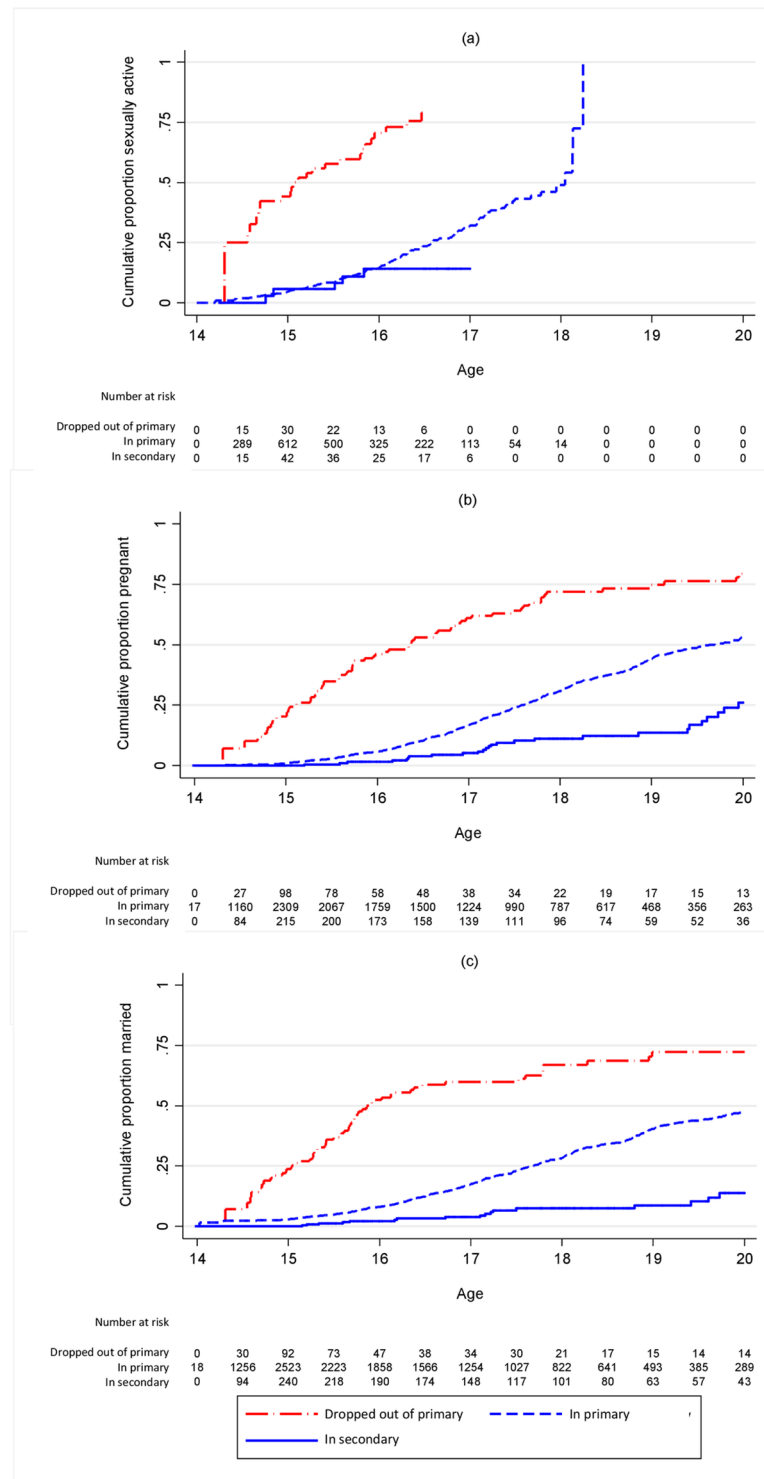 (a)
Cumulative proportion sexually active
1
.75
.5
.25
0
14 15 16 17 18 19 20
Age
Number at risk
Dropped out of primary 0 15 30 22 13 6 0 0 0 0 0 0 0
In primary 0 289 612 500 325 222 113 54 14 0 0 0 0
In secondary 0 15 42 36 25 17 6 0 0 0 0 0 0
(b)
Cumulative proportion pregnant
1
.75
.5
.25
0
14 15 16 17 18 19 20
Age
Number at risk
Dropped out of primary 0 27 98 78 58 48 38 34 22 19 17 15 13
In primary 17 1160 2309 2067 1759 1500 1224 990 787 617 468 356 263
In secondary 0 84 215 200 173 158 139 111 96 74 59 52 36
(c)
Cumulative proportion married
1
.75
.5
.25
0
14 15 16 17 18 19 20
Age
Number at risk
Dropped out of primary 0 30 92 73 47 38 34 30 21 17 15 14 14
In primary 18 1256 2523 2223 1858 1566 1254 1027 822 641 493 385 289
In secondary 0 94 240 218 190 174 148 117 101 80 63 57 43
Dropped out of primary In primary
In secondary